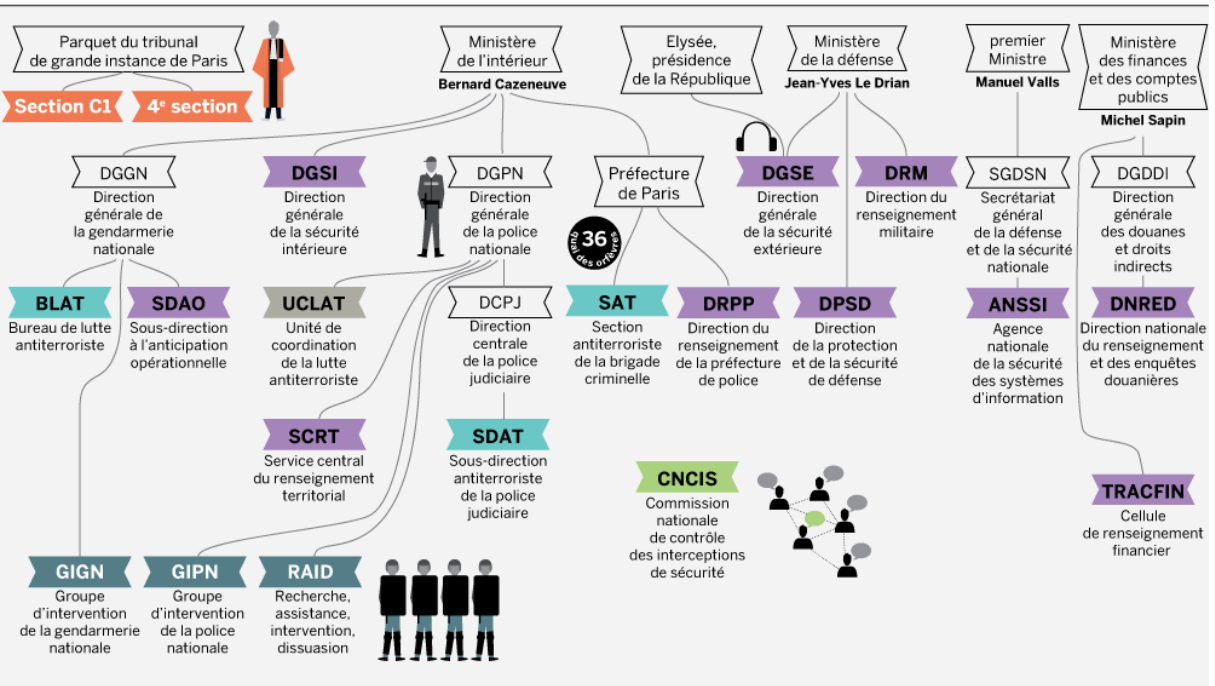 Parquet du tribunal
de grande instance de Paris
Section C1
4e section
Ministère
de l'intérieur
Bernard Cazeneuve
Elysée,
présidence
de la République
Ministère
de la défense
Jean-Yves Le Drian
premier
Ministre
Manuel Valls
Ministère
des finances
et des comptes
publics
Michel Sapin
DGGN
Direction
générale de
la gendarmerie
nationale
DGSI
Direction
générale
de la sécurité
intérieure
DGPN
Direction
générale
de la police
nationale
Préfecture
de Paris
36
quai des orfèvres
DGSE
Direction
générale
de la sécurité
extérieure
DRM
Direction du
renseignement
militaire
SGDSN
Secrétariat
général
de la défense
et de la sécurité
nationale
DGDDI
Direction
générale
des douanes
et droits
indirects
BLAT
Bureau de lutte
antiterroriste
SDAO
Sous-direction
à l'anticipation
opérationnelle
UCLAT
Unité de
coordination
de la lutte
antiterroriste
DCPJ
Direction
centrale
de la police
judiciaire
SAT
Section
antiterroriste
de la brigade
criminelle
DRPP
Direction du
renseignement
de la préfecture
de police
DPSD
Direction
de la protection
et de la sécurité
de défense
ANSSI
Agence
nationale
de la sécurité
des systèmes
d'information
DNRED
Direction nationale
du renseignement
et des enquêtes
douanières
SCRT
Service central
du renseignement
territorial
SDAT
Sous-direction
antiterroriste
de la police
judiciaire
CNCIS
Commission
nationale
de contrôle
des interceptions
de sécurité
TRACFIN
Cellule
de renseignement
financier
GIGN
Groupe
d'intervention
de la gendarmerie
nationale
GIPN
Groupe
d'intervention
de la police
nationale
RAID
Recherche,
assistance,
intervention,
dissuasion